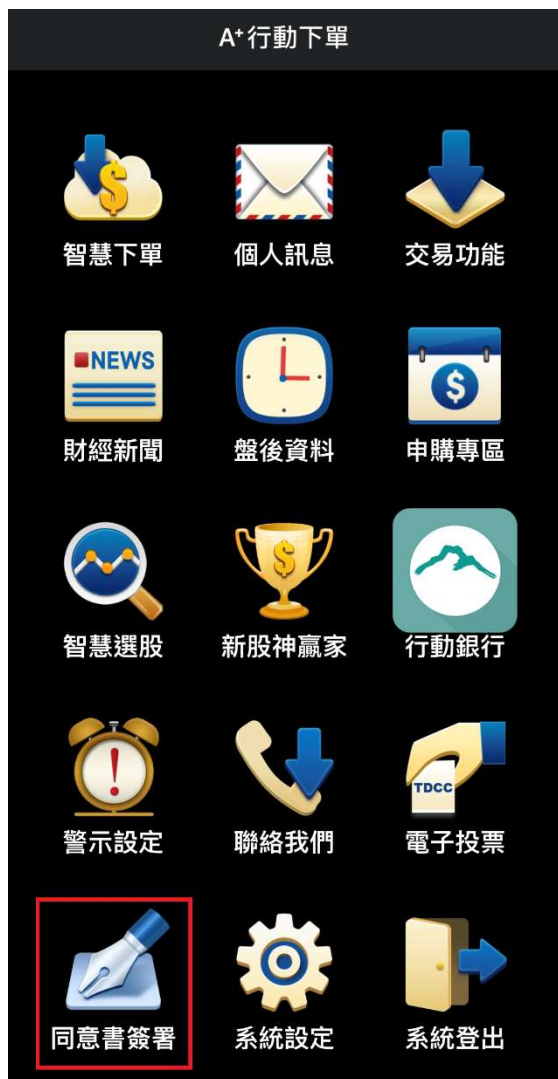 A+行動下單
智慧下單
個人訊息
交易功能
NEWS
財經新聞
盤後資料
申購專區
智慧選股
新股神贏家
行動銀行
TDCC
警示設定
聯絡我們
電子投票
同意書簽署
系統設定
系統登出